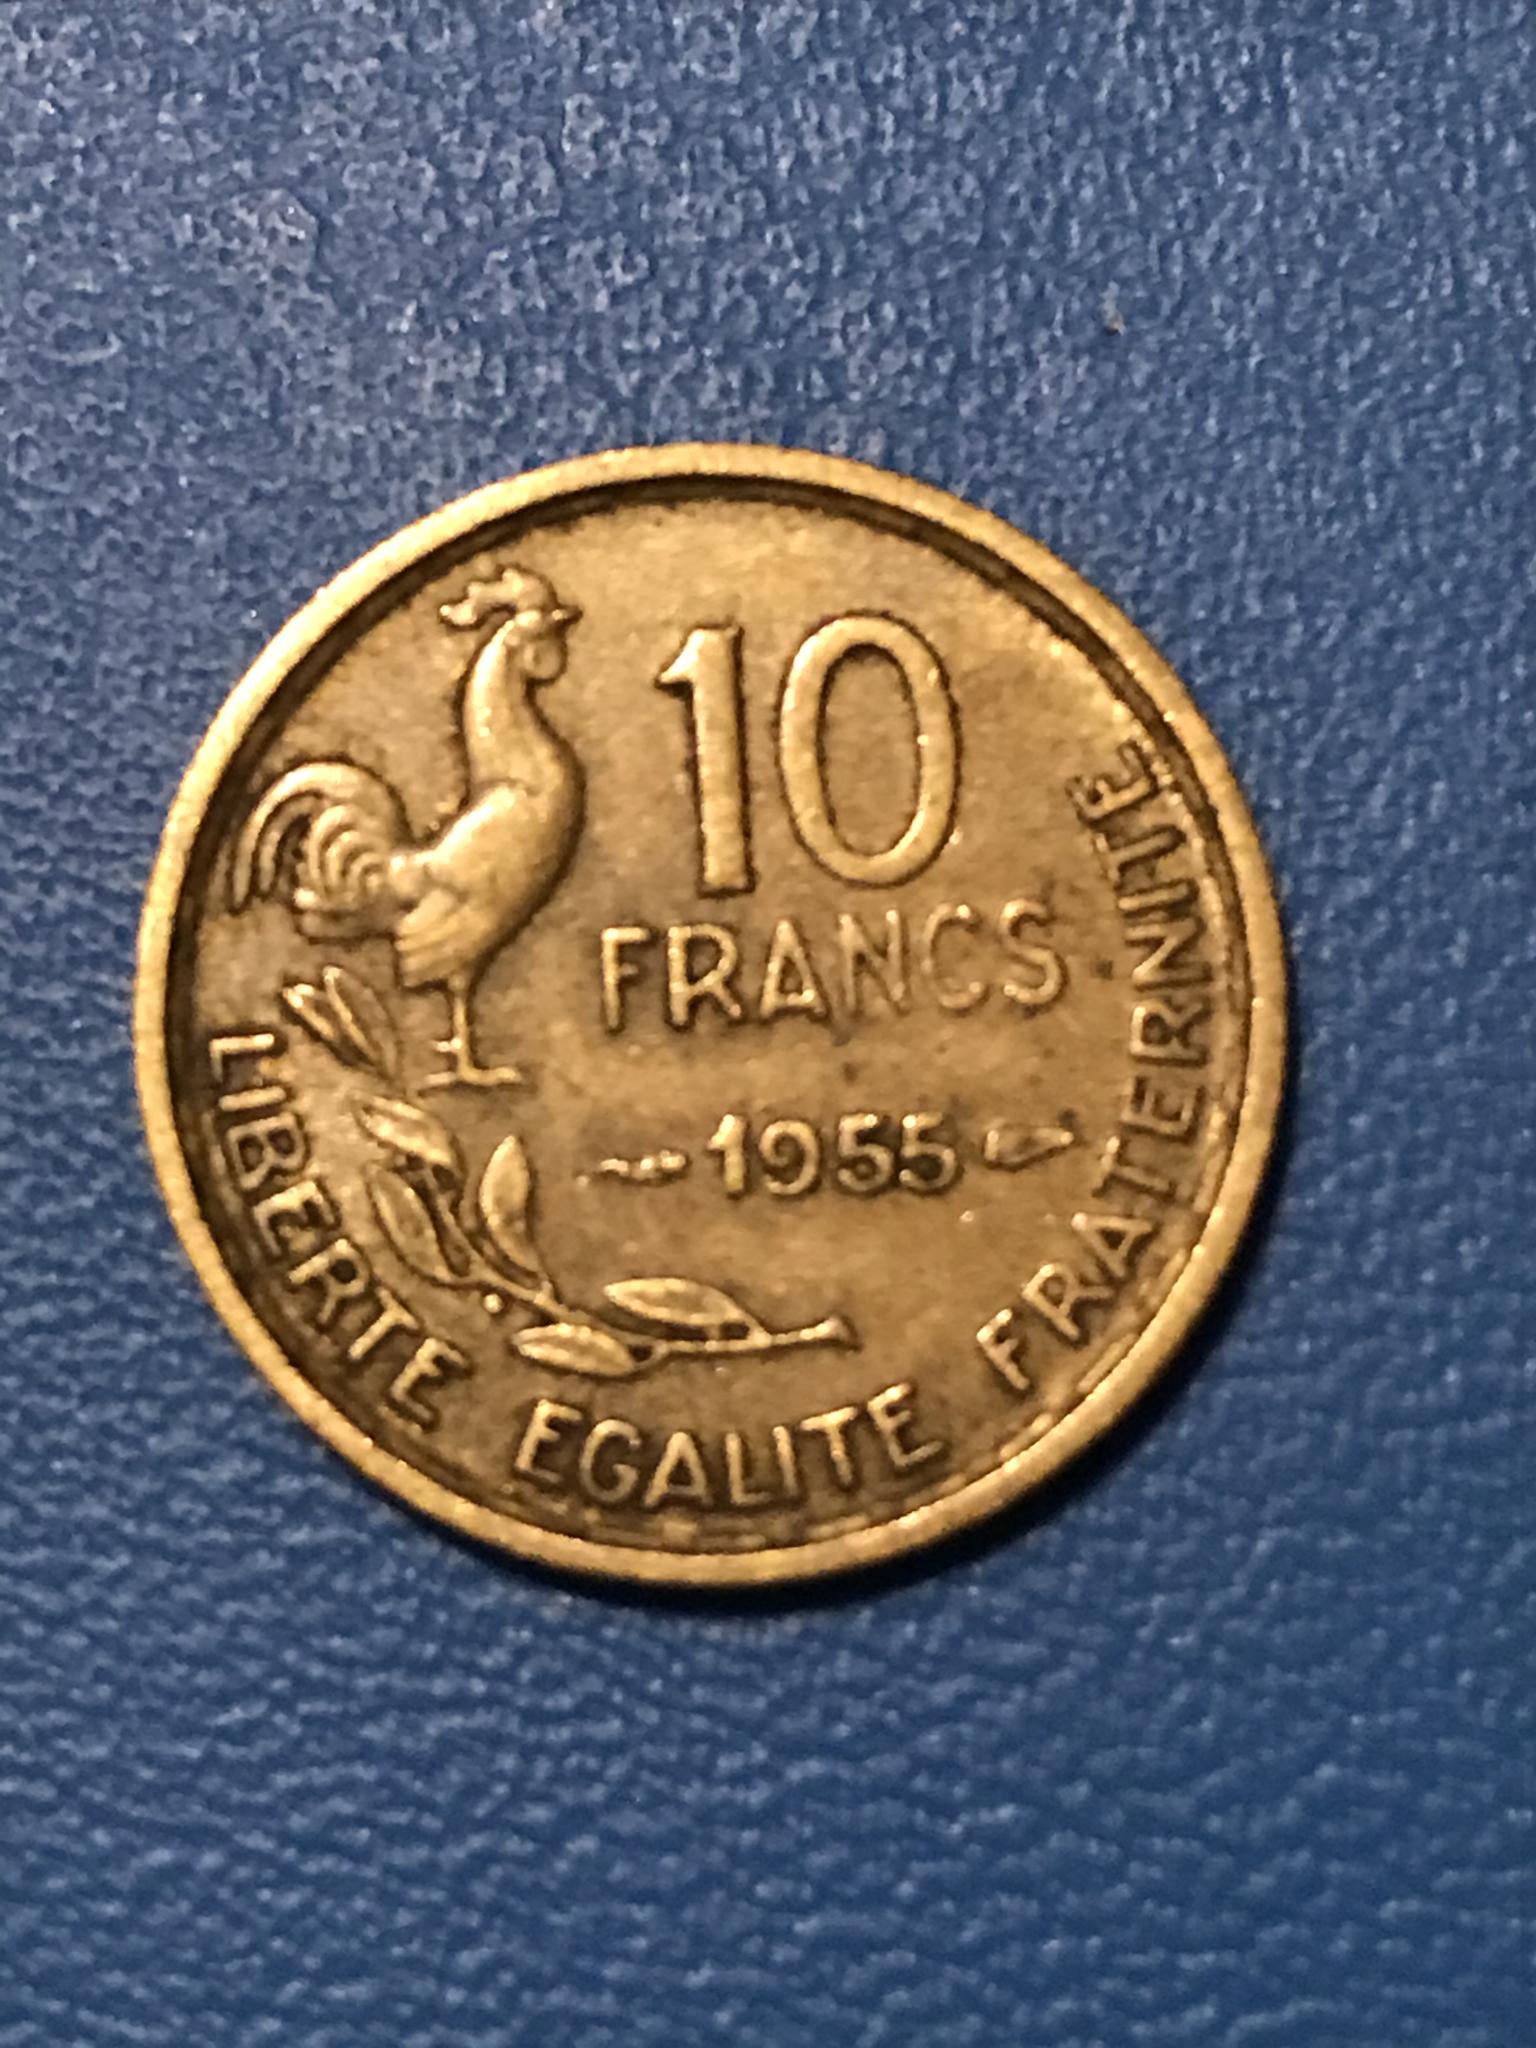 10
FRANCS
1955
LIBERTE EGALITE FRATERNITE